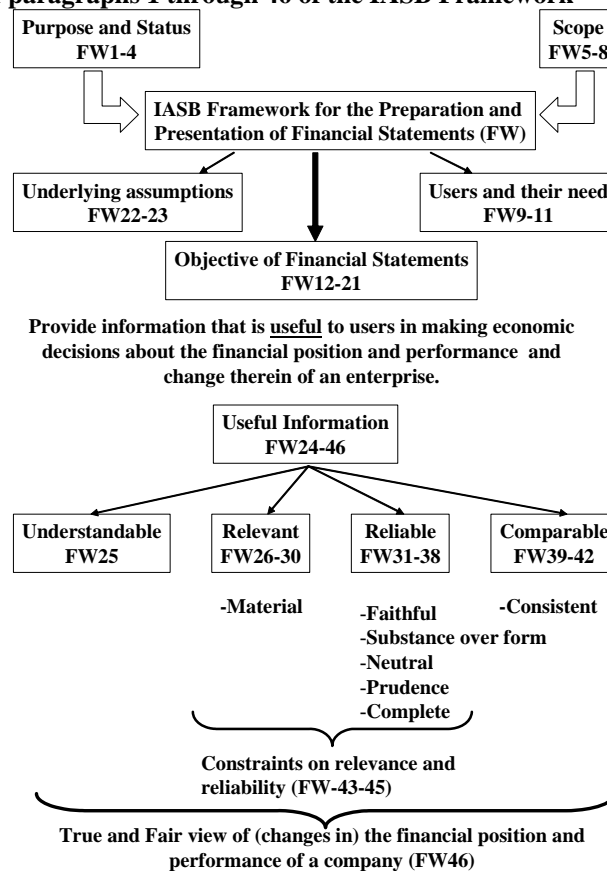 paragraphs 1 through 46 of the IASB Framework
Purpose and Status
FW1-4
Scope
FW5-8
IASB Framework for the Preparation and
Presentation of Financial Statements (FW)
Underlying assumptions
FW22-23
Users and their need
FW9-11
Objective of Financial Statements
FW12-21
Provide information that is useful to users in making economic
decisions about the financial position and performance and
change therein of an enterprise.
Useful Information
FW24-46
Understandable
FW25
Relevant
FW26-30
Reliable
FW31-38
Comparable
FW39-42
-Material
-Faithful
-Substance over form
-Neutral
-Prudence
-Complete
-Consistent
Constraints on relevance and
reliability (FW-43-45)
True and Fair view of (changes in) the financial position and
performance of a company (FW46)